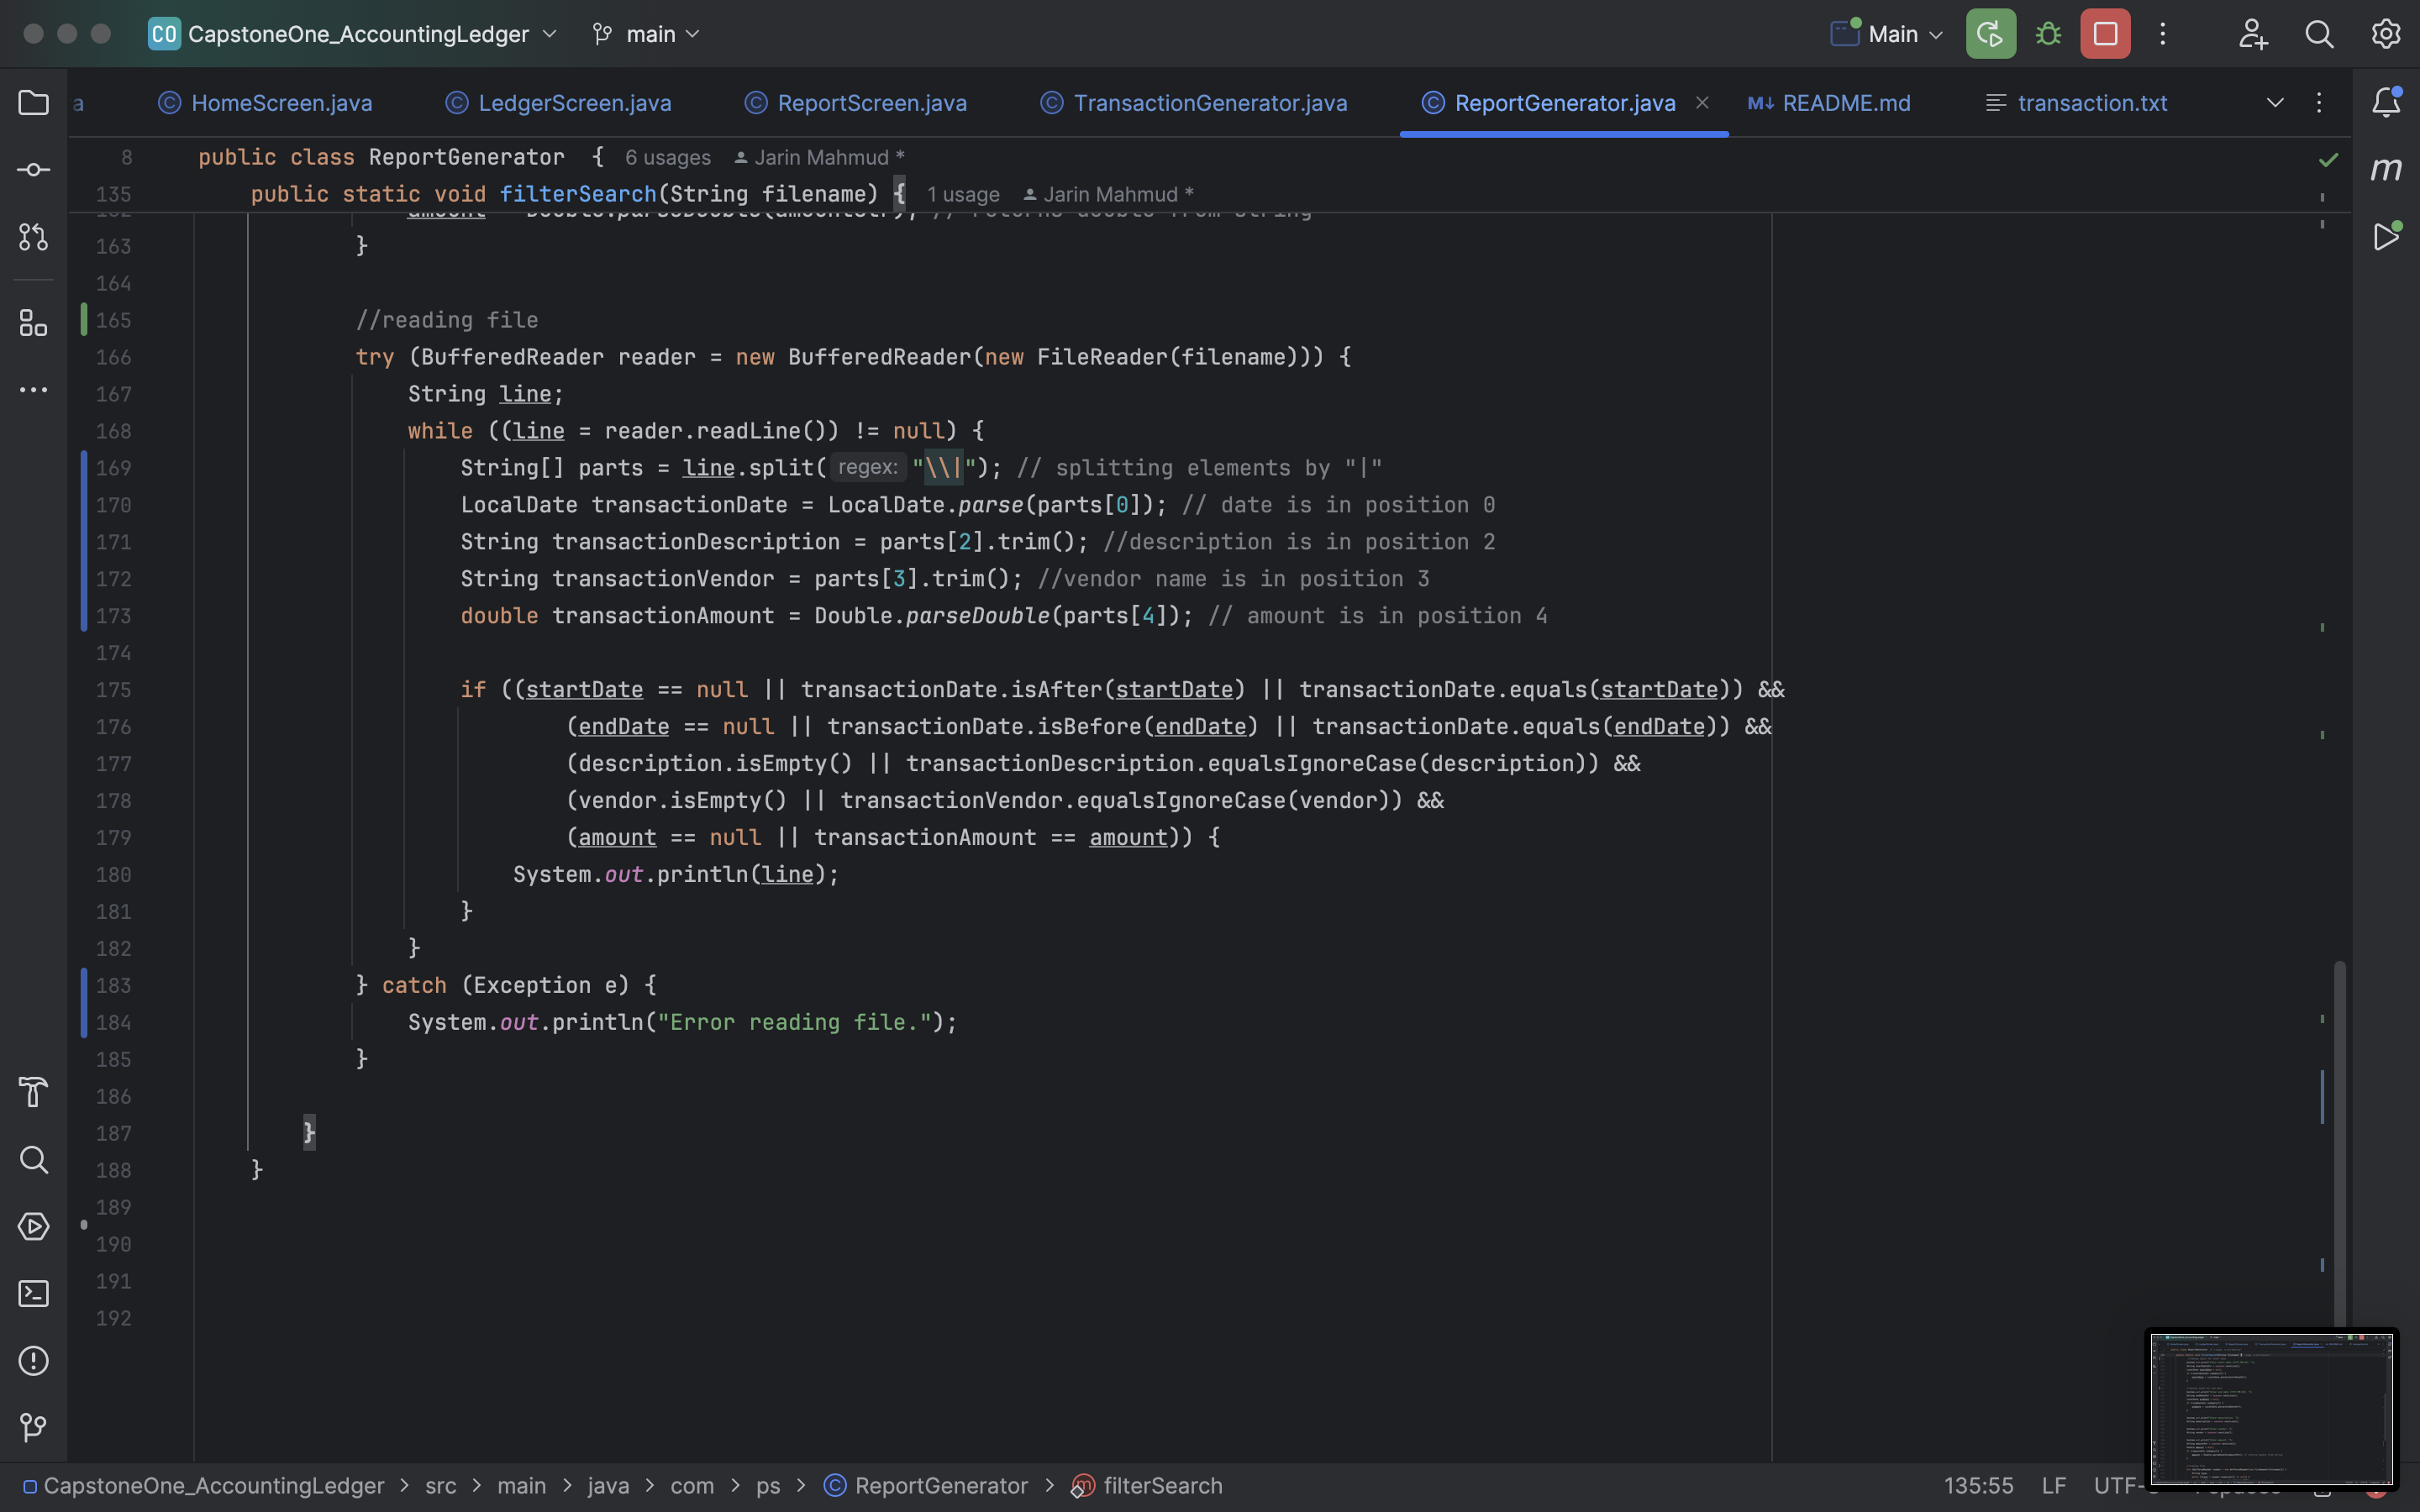 CO CapstoneOne_AccountingLedger main Main
a HomeScreen.java LedgerScreen.java ReportScreen.java TransactionGenerator.java ReportGenerator.java M↓ README.md transaction.txt
8 public class ReportGenerator { 6 usages Jarin Mahmud *
135 public static void filterSearch(String filename) { 1 usage Jarin Mahmud *
163 }
164
165 //reading file
166 try (BufferedReader reader = new BufferedReader(new FileReader(filename))) {
167 String line;
168 while ((line = reader.readLine()) != null) {
169 String[] parts = line.split( regex: "\\|"); // splitting elements by "|"
170 LocalDate transactionDate = LocalDate.parse(parts[0]); // date is in position 0
171 String transactionDescription = parts[2].trim(); //description is in position 2
172 String transactionVendor = parts[3].trim(); //vendor name is in position 3
173 double transactionAmount = Double.parseDouble(parts[4]); // amount is in position 4
174
175 if ((startDate == null || transactionDate.isAfter(startDate) || transactionDate.equals(startDate)) &&
176 (endDate == null || transactionDate.isBefore(endDate) || transactionDate.equals(endDate)) &&
177 (description.isEmpty() || transactionDescription.equalsIgnoreCase(description)) &&
178 (vendor.isEmpty() || transactionVendor.equalsIgnoreCase(vendor)) &&
179 (amount == null || transactionAmount == amount)) {
180 System.out.println(line);
181 }
182 }
183 } catch (Exception e) {
184 System.out.println("Error reading file.");
185 }
186
187 }
188 }
189
190
191
192
CapstoneOne_AccountingLedger > src > main > java > com > ps > ReportGenerator > filterSearch 135:55 LF